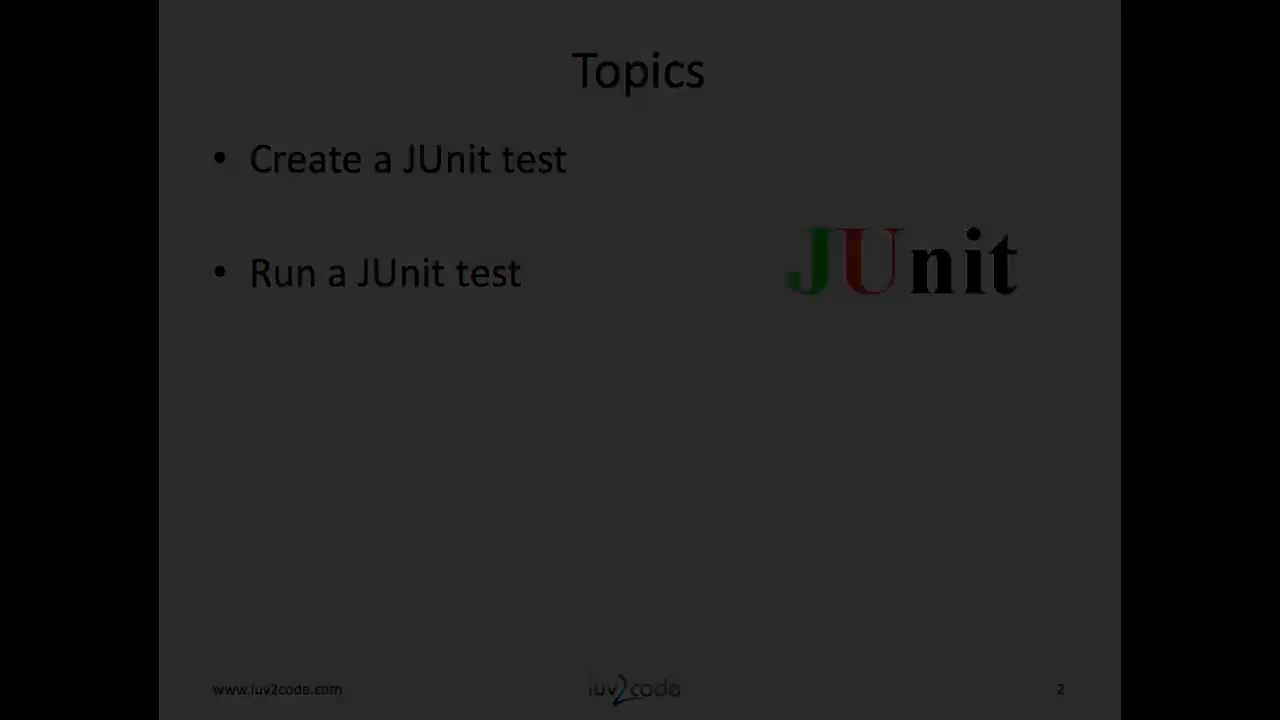 Topics
• Create a JUnit test
• Run a JUnit test
JUnit
www.luv2code.com
luv2code
2